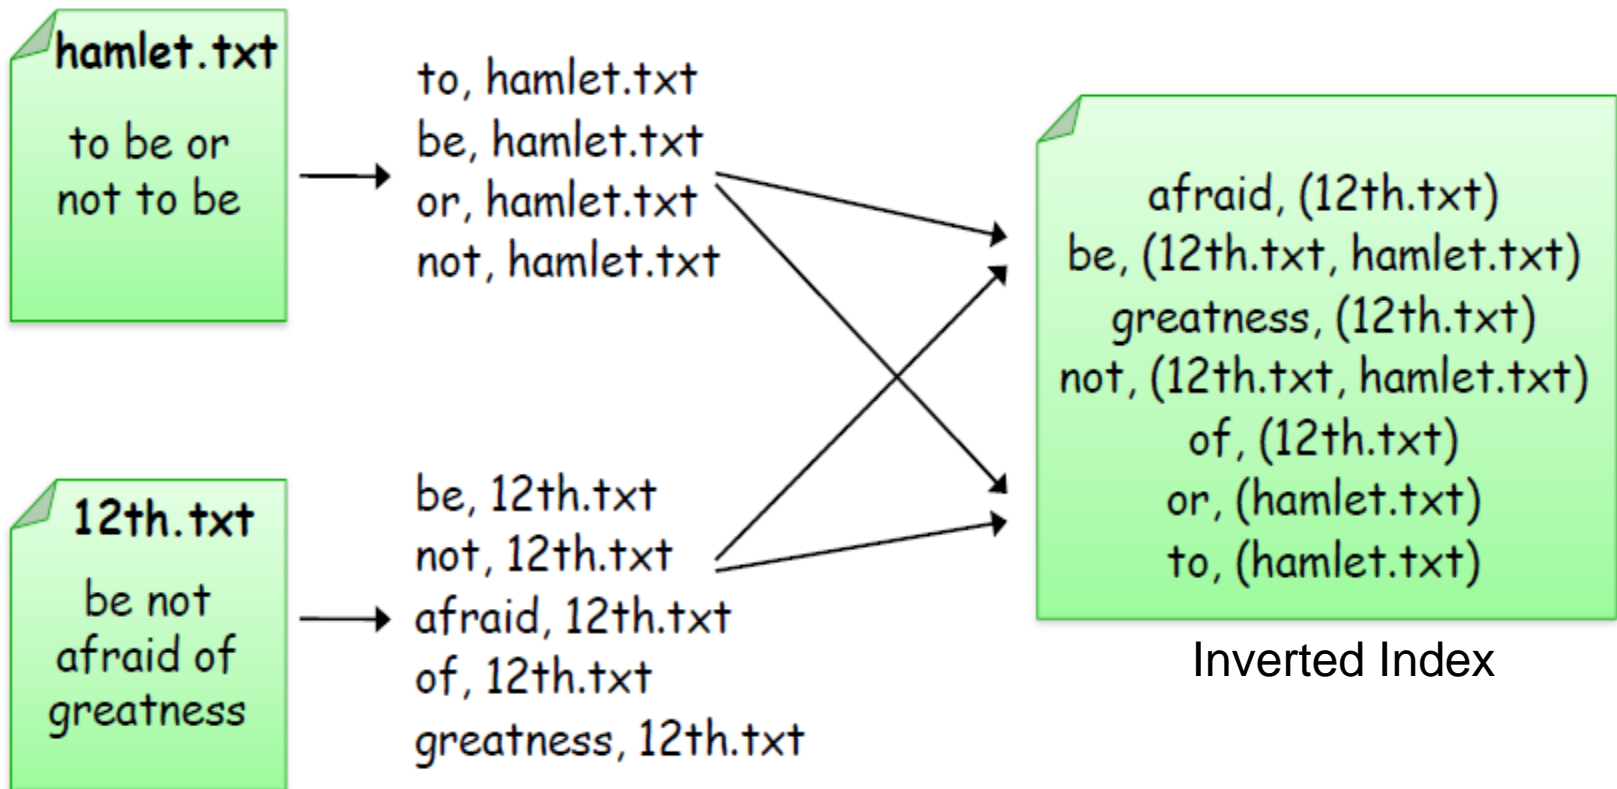 hamlet.txt
to be or
not to be
to, hamlet.txt
be, hamlet.txt
or, hamlet.txt
not, hamlet.txt
12th.txt
be not
afraid of
greatness
be, 12th.txt
not, 12th.txt
afraid, 12th.txt
of, 12th.txt
greatness, 12th.txt
afraid, (12th.txt)
be, (12th.txt, hamlet.txt)
greatness, (12th.txt)
not, (12th.txt, hamlet.txt)
of, (12th.txt)
or, (hamlet.txt)
to, (hamlet.txt)
Inverted Index